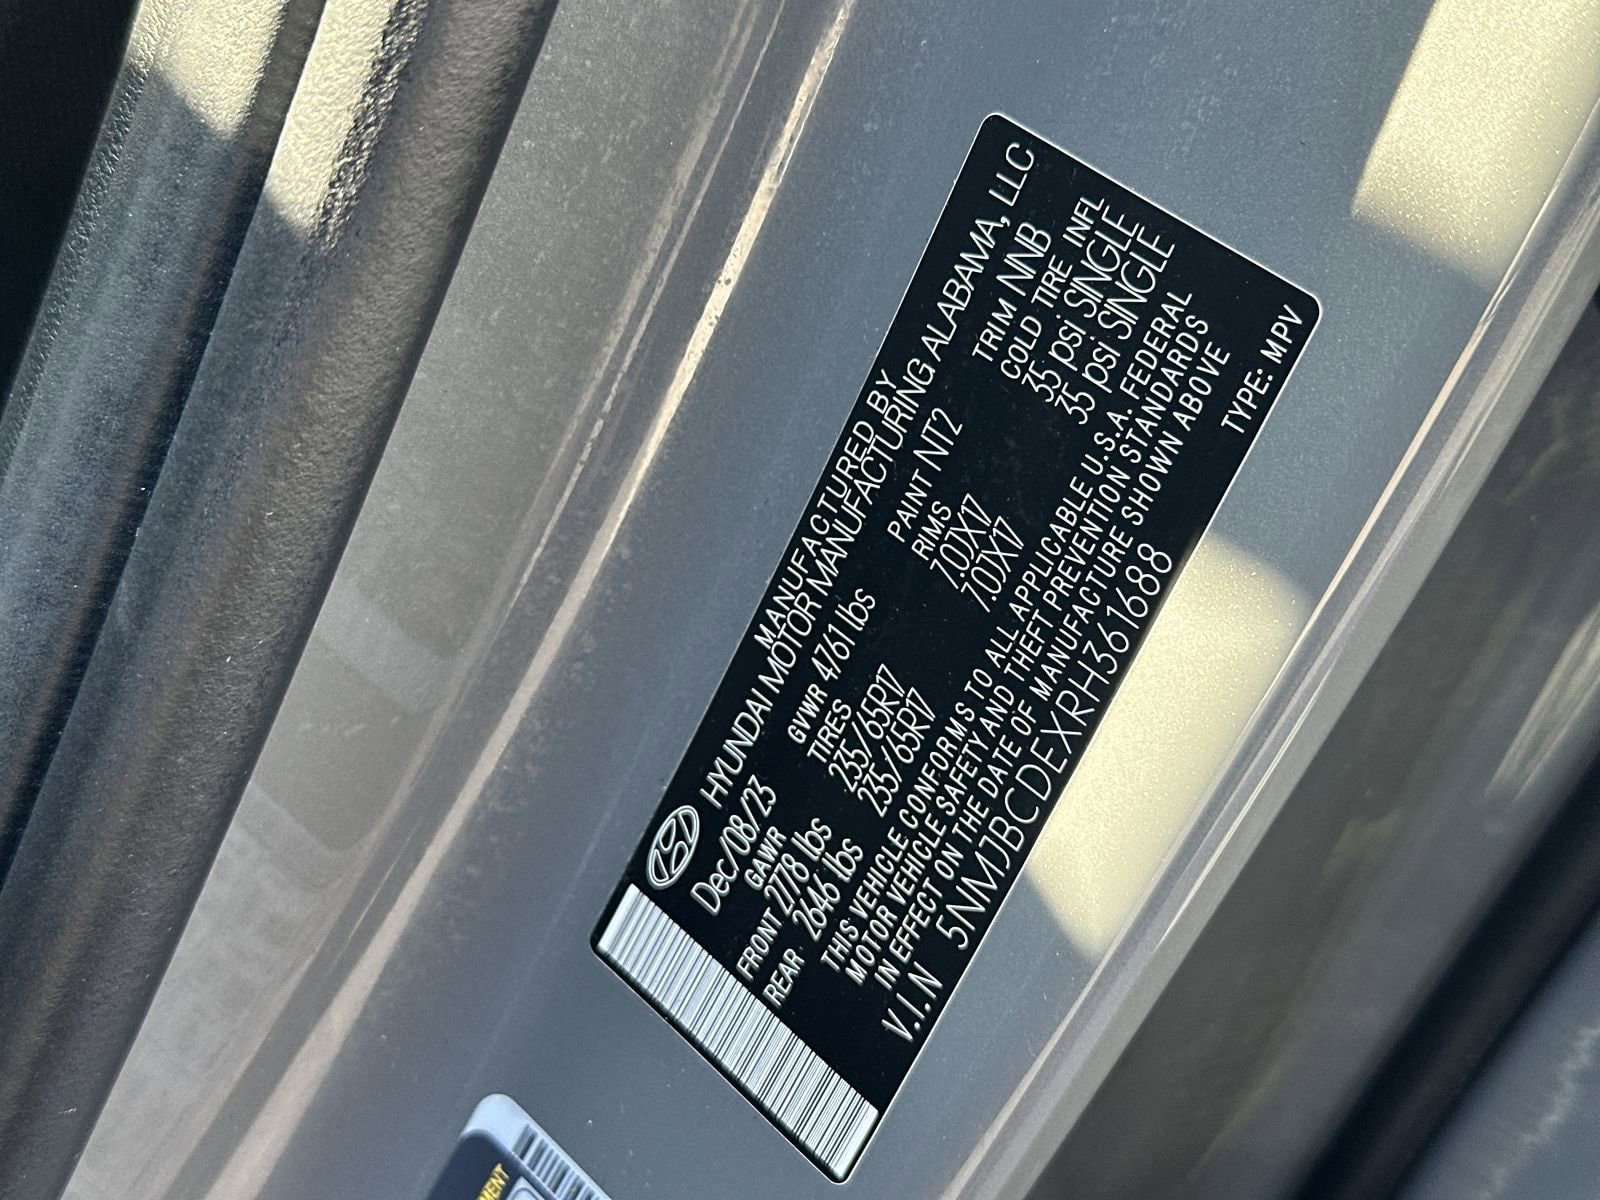 MANUFACTURED BY
HYUNDAI MOTOR MANUFACTURING ALABAMA, LLC
Dec/08/23 GVWR 4761 lbs PAINT NT2 TRIM NNB
GAWR TIRES RIMS COLD TIRE INFL
FRONT 2778 lbs 235/65R17 7.0JX17 35 psi SINGLE
REAR 2646 lbs 235/65R17 7.0JX17 35 psi SINGLE
THIS VEHICLE CONFORMS TO ALL APPLICABLE U.S.A. FEDERAL
MOTOR VEHICLE SAFETY AND THEFT PREVENTION STANDARDS
IN EFFECT ON THE DATE OF MANUFACTURE SHOWN ABOVE
V.I.N 5NMJBCDEXRH361688 TYPE: MPV